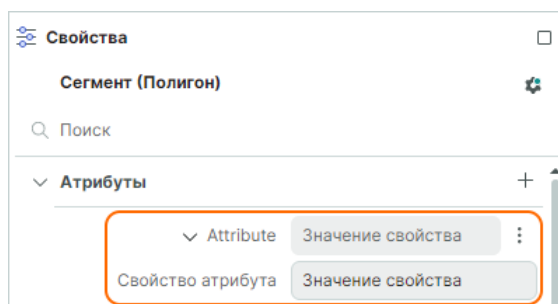 Свойства
Сегмент (Полигон)
Поиск
Атрибуты
Attribute Значение свойства
Свойство атрибута Значение свойства